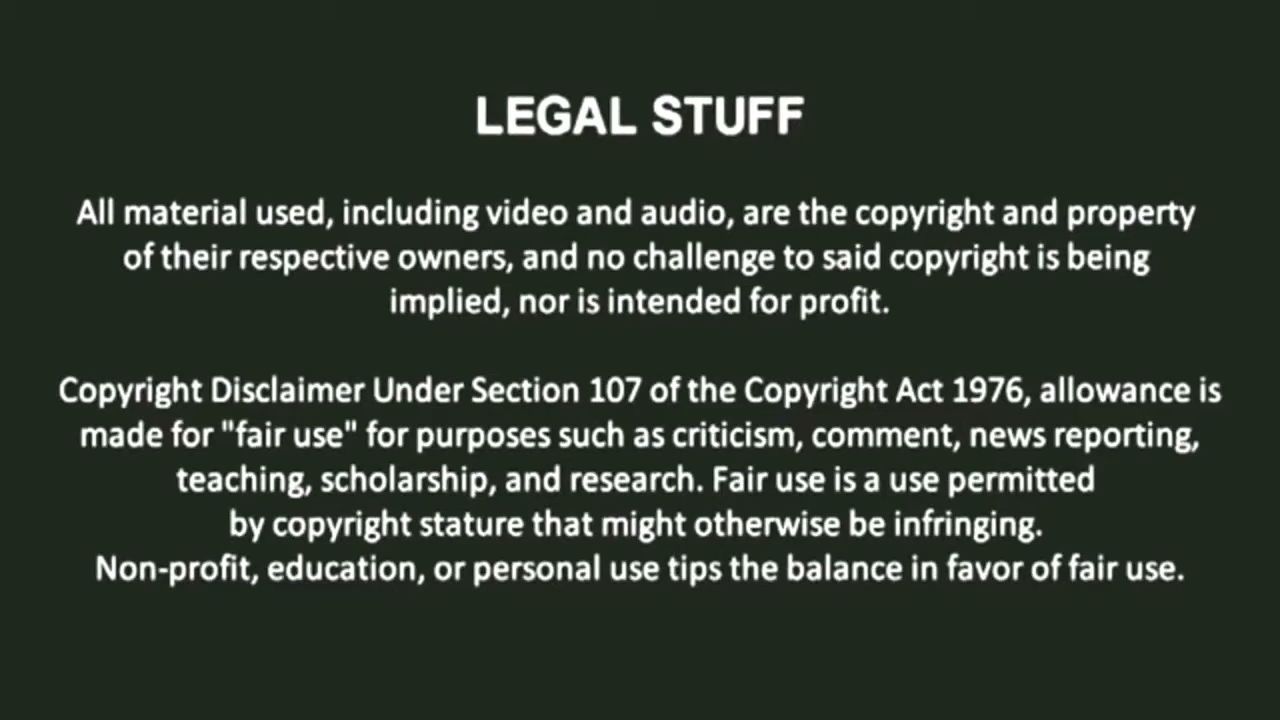 LEGAL STUFF
All material used, including video and audio, are the copyright and property
of their respective owners, and no challenge to said copyright is being
implied, nor is intended for profit.
Copyright Disclaimer Under Section 107 of the Copyright Act 1976, allowance is
made for "fair use" for purposes such as criticism, comment, news reporting,
teaching, scholarship, and research. Fair use is a use permitted
by copyright stature that might otherwise be infringing.
Non-profit, education, or personal use tips the balance in favor of fair use.